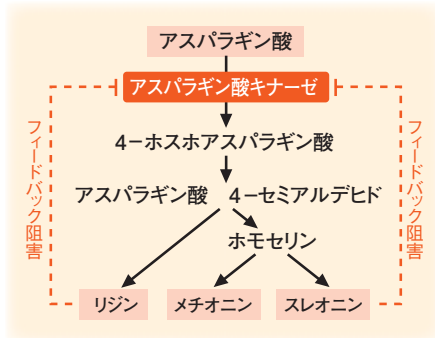 アスパラギン酸
アスパラギン酸キナーゼ
4-ホスホアスパラギン酸
アスパラギン酸 4-セミアルデヒド
ホモセリン
リジン
メチオニン
スレオニン
フィードバック阻害
フィードバック阻害